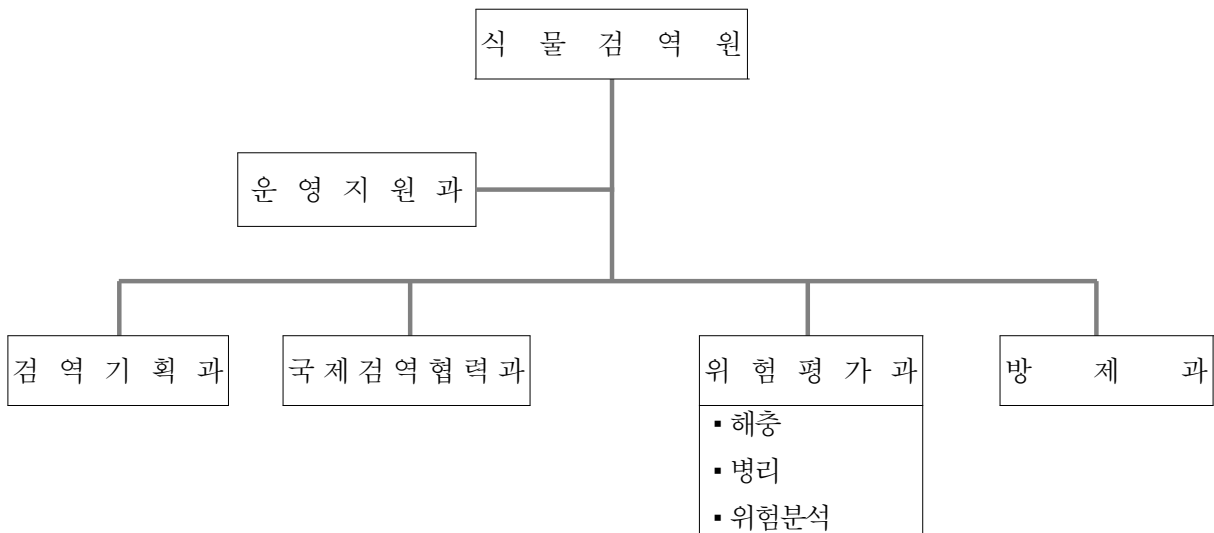 식물검역원
운영지원과
검역기획과
국제검역협력과
위험평가과
방제과
▪해충
▪병리
▪위험분석